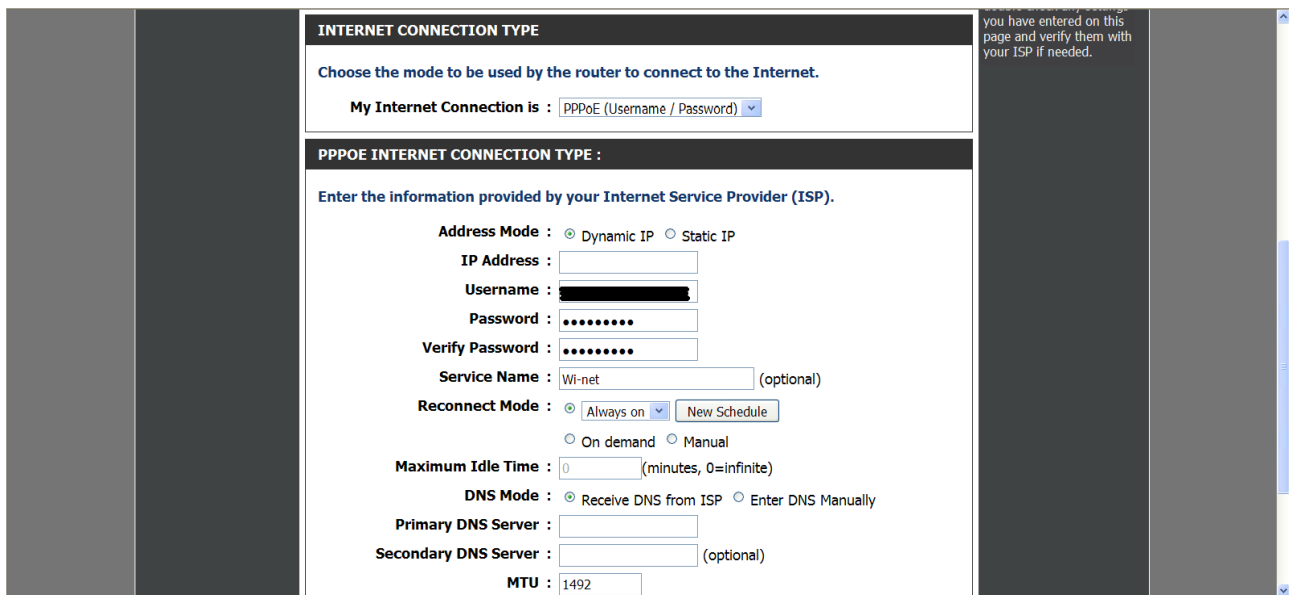 INTERNET CONNECTION TYPE
Choose the mode to be used by the router to connect to the Internet.
My Internet Connection is : PPPoE (Username / Password)
PPPOE INTERNET CONNECTION TYPE :
Enter the information provided by your Internet Service Provider (ISP).
Address Mode : Dynamic IP Static IP
IP Address :
Username :
Password : •••••••••
Verify Password : •••••••••
Service Name : Wi-net (optional)
Reconnect Mode : Always on New Schedule
On demand Manual
Maximum Idle Time : 0 (minutes, 0=infinite)
DNS Mode : Receive DNS from ISP Enter DNS Manually
Primary DNS Server :
Secondary DNS Server : (optional)
MTU : 1492
you have entered on this
page and verify them with
your ISP if needed.